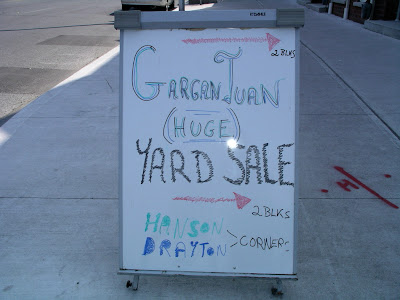 2 BLKS
GARGANTUAN
(HUGE)
YARD SALE
2 BLKS
HANSON
DRAYTON > CORNER